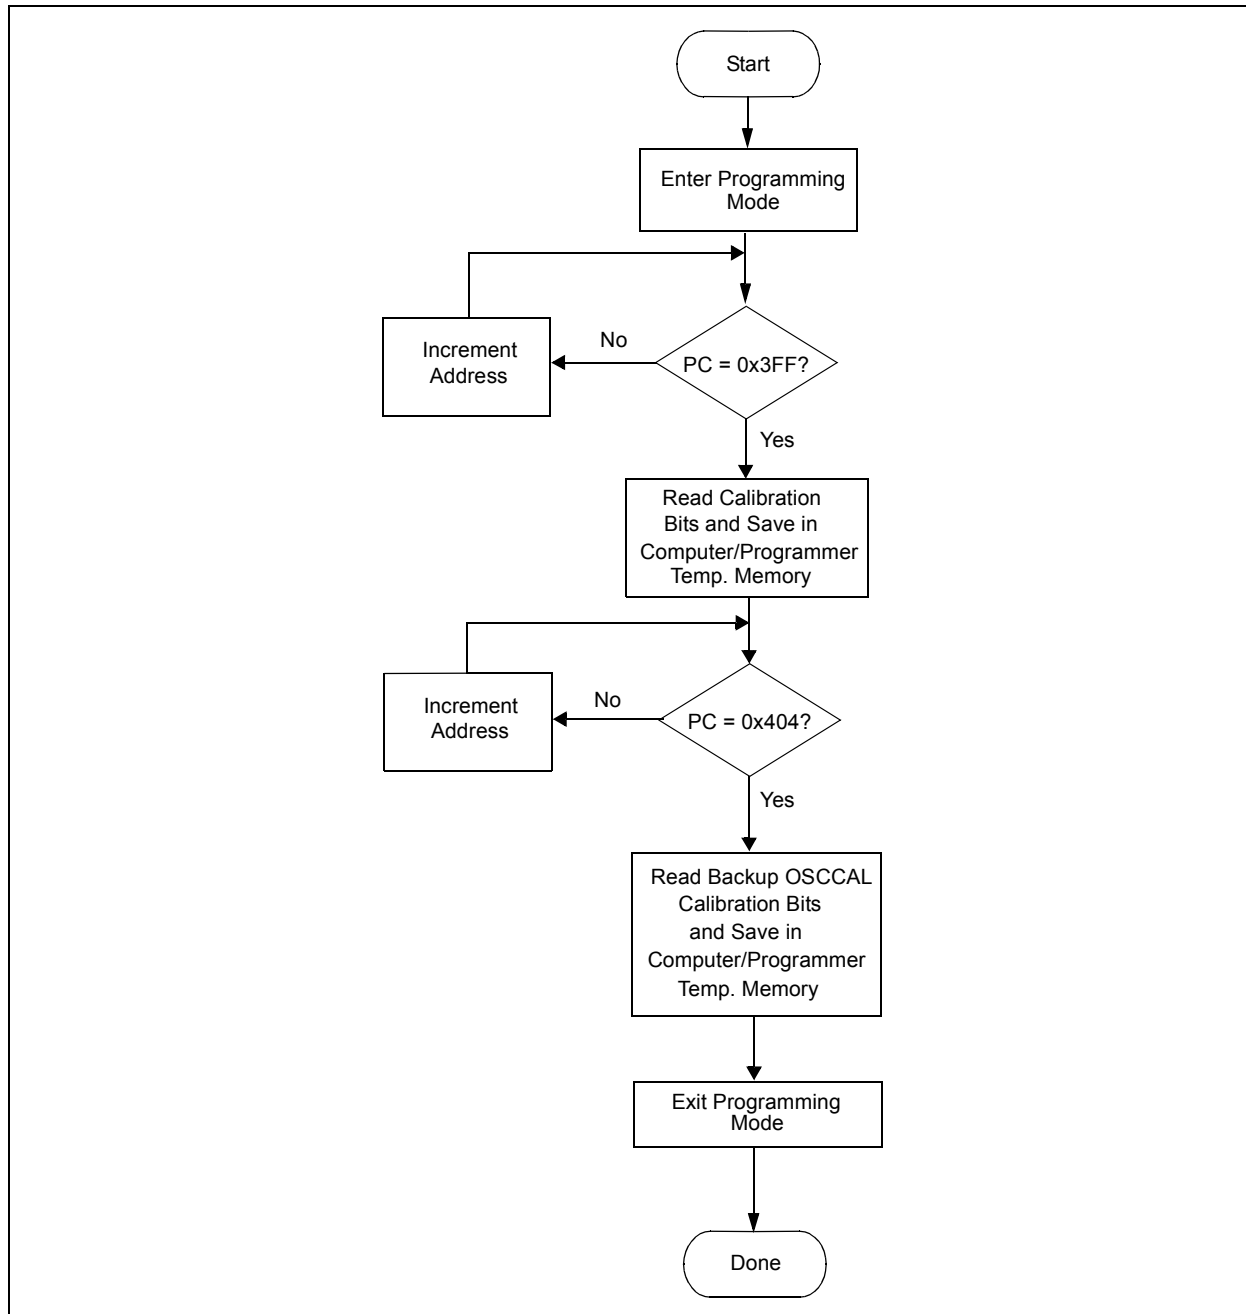 Start
Enter Programming
Mode
No
Increment
Address
PC = 0x3FF?
Yes
Read Calibration
Bits and Save in
Computer/Programmer
Temp. Memory
No
Increment
Address
PC = 0x404?
Yes
Read Backup OSCCAL
Calibration Bits
and Save in
Computer/Programmer
Temp. Memory
Exit Programming
Mode
Done